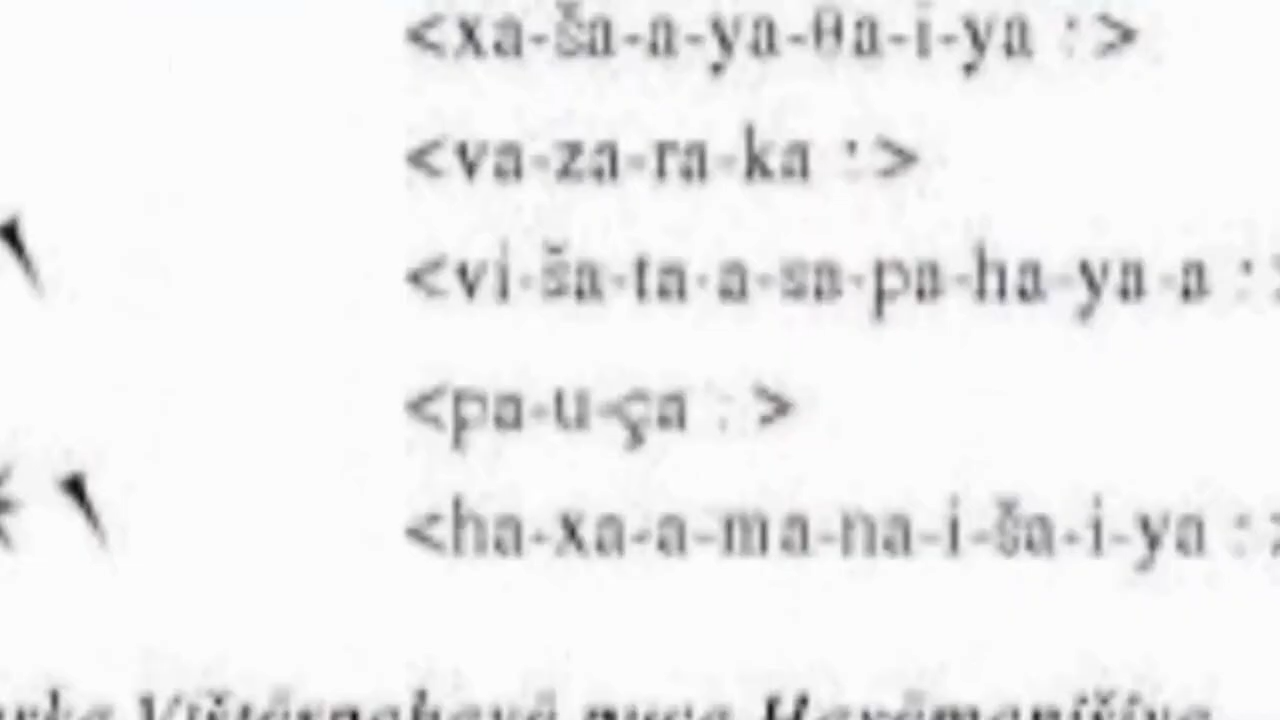 <xa-ša-a-ya-θa-i-ya :>
<va-za-ra-ka :>
<vi-ša-ta-a-sa-pa-ha-ya-a :
<pa-u-ça :>
<ha-xa-a-ma-na-i-ša-i-ya :